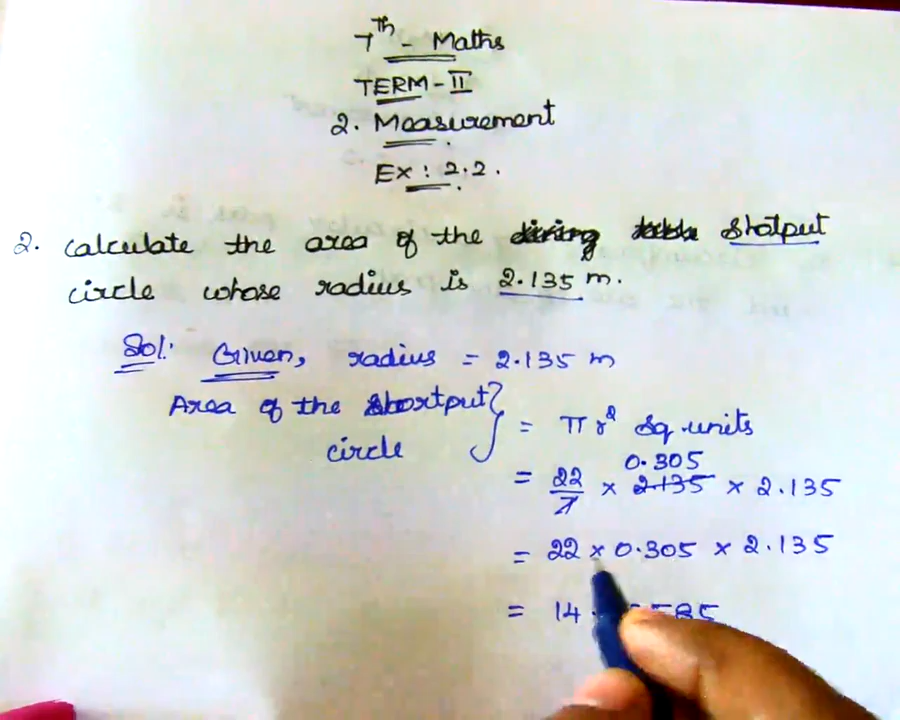 7th - Maths
TERM - II
2. Measurement
Ex : 2.2.
2. calculate the area of the shotput
circle whose radius is 2.135 m.
Sol: Given, radius = 2.135 m
Area of the shortput
circle } = πr² Sq.units
0.305
= 22/7 × 2.135 × 2.135
= 22 × 0.305 × 2.135
= 14.